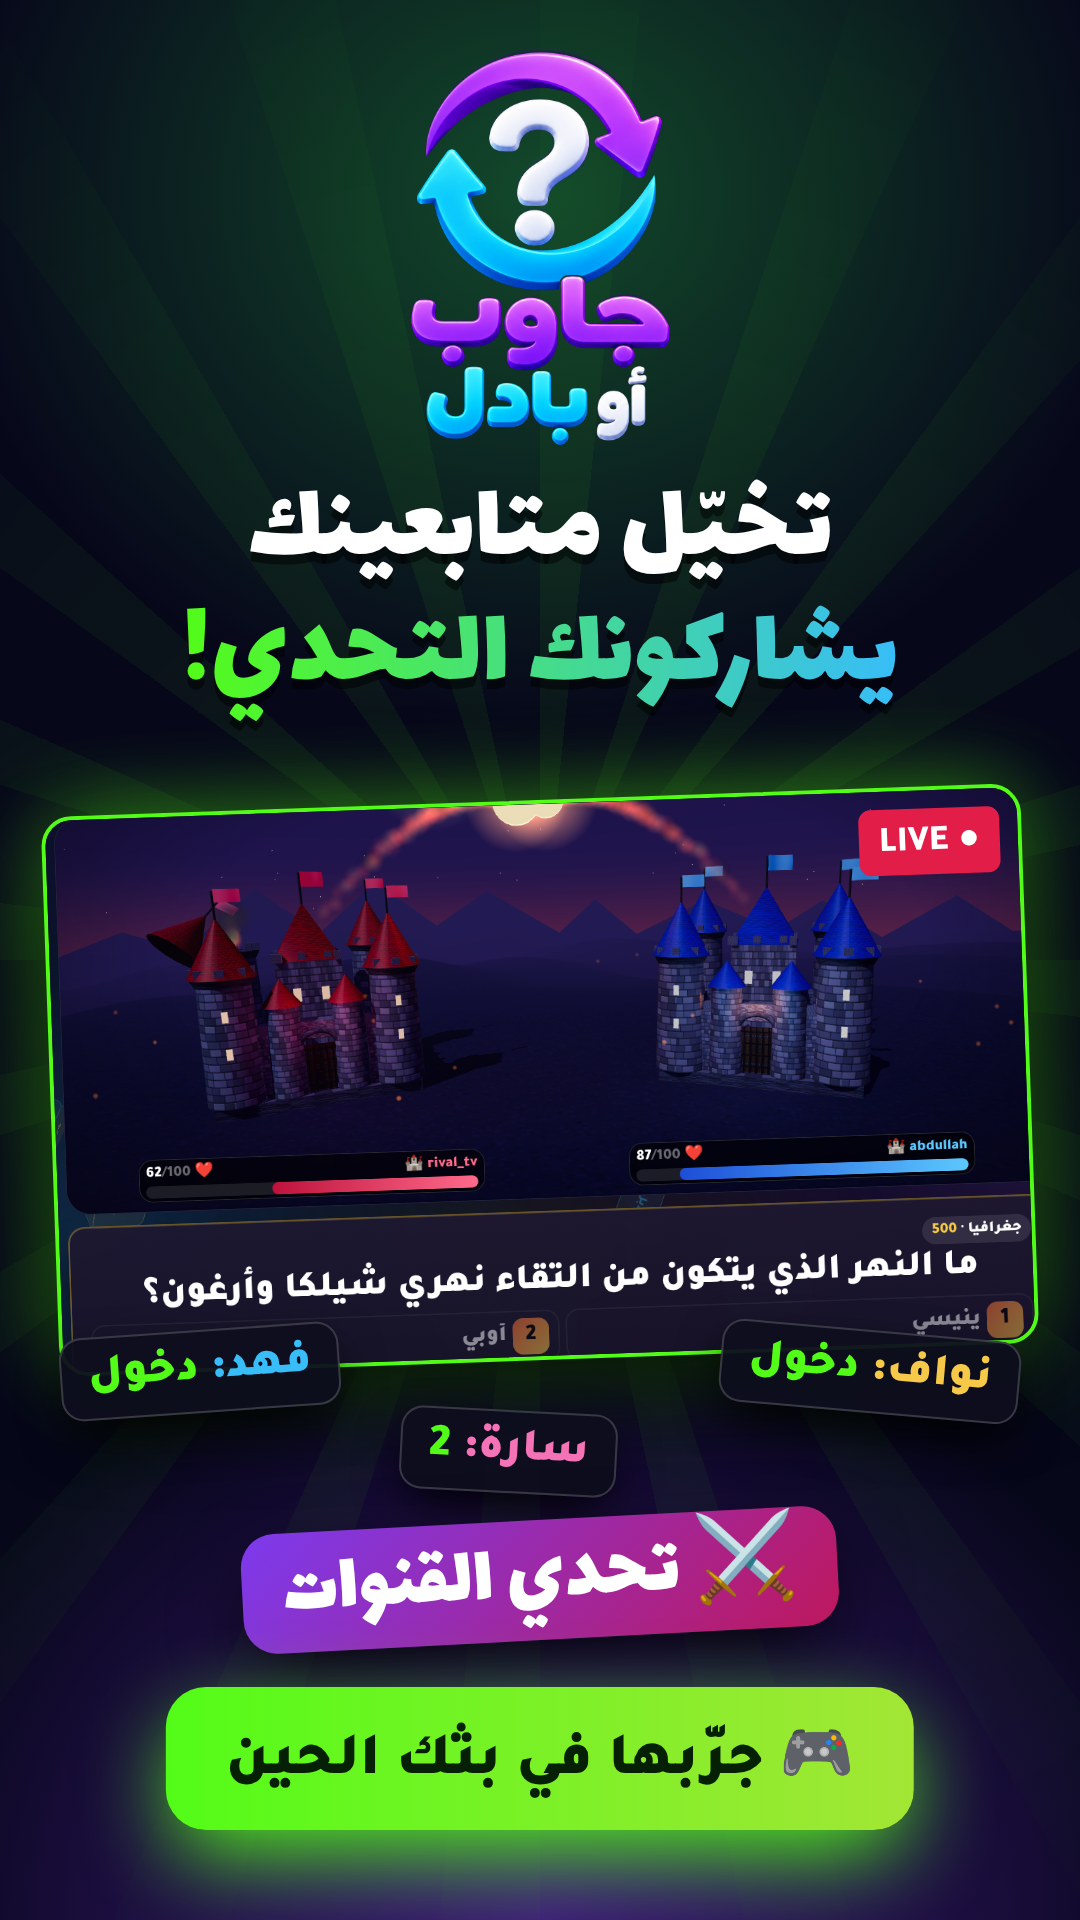 جاوب
أو بادل
تخيّل متابعينك
يشاركونك التحدي!
LIVE
62/100 rival_tv
87/100 abdullah
جغرافيا · 500
ما النهر الذي يتكون من التقاء نهري شيلكا وأرغون؟
1 ينيسي
2 أوبي
نواف: دخول
فهد: دخول
سارة: 2
تحدي القنوات
جرّبها في بثك الحين